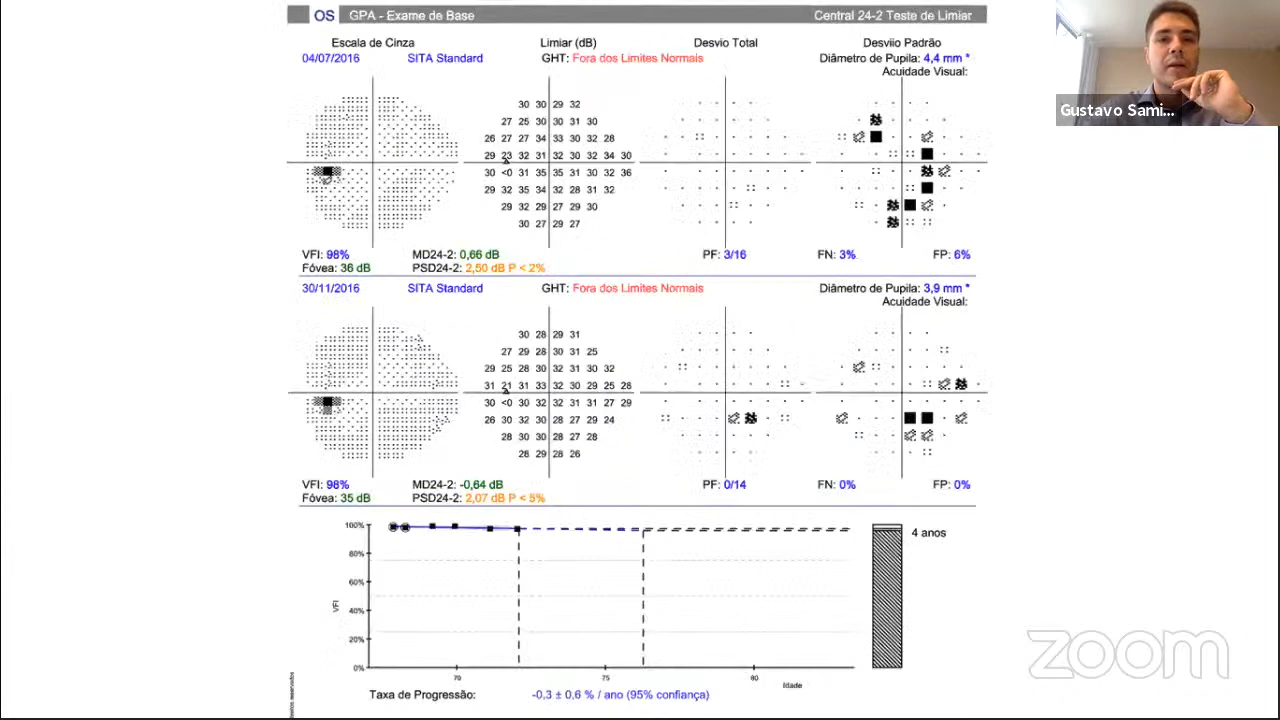 OS GPA - Exame de Base Central 24-2 Teste de Limiar
Escala de Cinza Limiar (dB) Desvio Total Desviio Padrão
04/07/2016 SITA Standard GHT: Fora dos Limites Normais Diâmetro de Pupila: 4,4 mm *
Acuidade Visual:
30 30 29 32
27 25 30 30 31 30
26 27 27 34 33 30 32 28
29 23 32 31 32 30 32 34 30
30 <0 31 35 35 31 30 32 36
29 32 35 34 32 28 31 32
29 32 29 27 29 30
30 27 29 27
VFI: 98% MD24-2: 0,66 dB PF: 3/16 FN: 3% FP: 6%
Fóvea: 36 dB PSD24-2: 2,50 dB P < 2%
30/11/2016 SITA Standard GHT: Fora dos Limites Normais Diâmetro de Pupila: 3,9 mm *
Acuidade Visual:
30 28 29 31
27 29 28 30 31 25
29 25 28 30 32 31 30 32
31 21 31 33 32 30 29 25 28
30 <0 30 32 32 31 31 27 29
26 30 32 30 28 27 29 24
28 30 30 28 27 28
28 29 28 26
VFI: 98% MD24-2: -0,64 dB PF: 0/14 FN: 0% FP: 0%
Fóvea: 35 dB PSD24-2: 2,07 dB P < 5%
100%
80%
60%
40%
20%
0%
VFI
70 75 80
Idade
4 anos
Taxa de Progressão: -0,3 ± 0,6 % / ano (95% confiança)
Gustavo Sami...
zoom